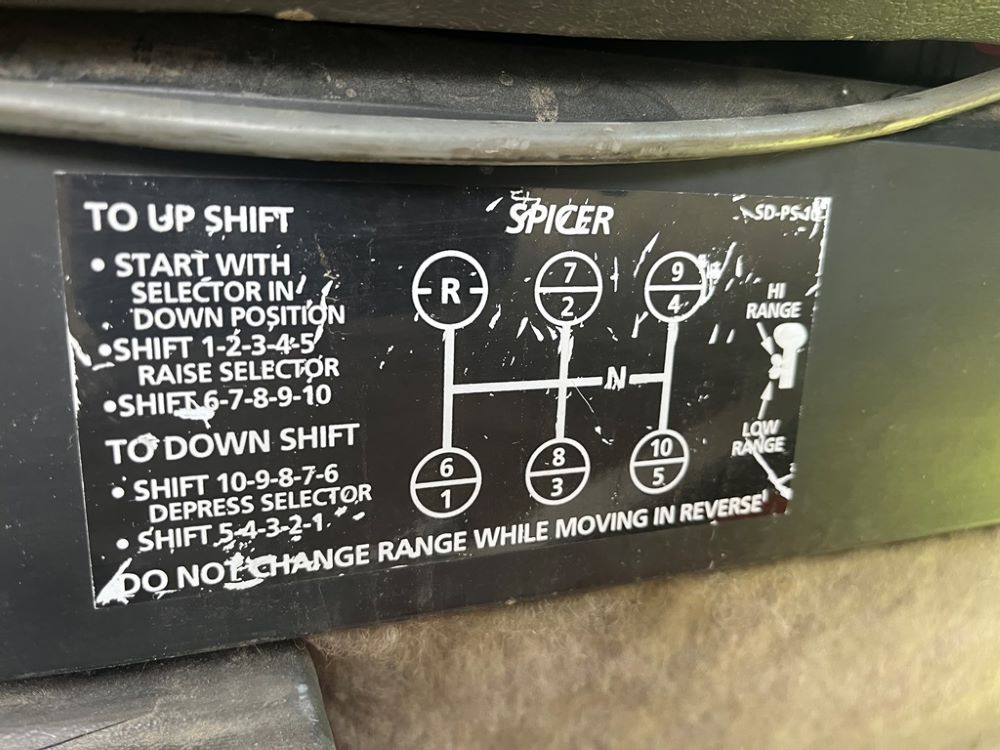 TO UP SHIFT
• START WITH
SELECTOR IN
DOWN POSITION
• SHIFT 1-2-3-4-5
RAISE SELECTOR
• SHIFT 6-7-8-9-10
TO DOWN SHIFT
• SHIFT 10-9-8-7-6
DEPRESS SELECTOR
• SHIFT 5-4-3-2-1
SPICER
R
7
2
9
4
N
6
1
8
3
10
5
HI
RANGE
LOW
RANGE
DO NOT CHANGE RANGE WHILE MOVING IN REVERSE